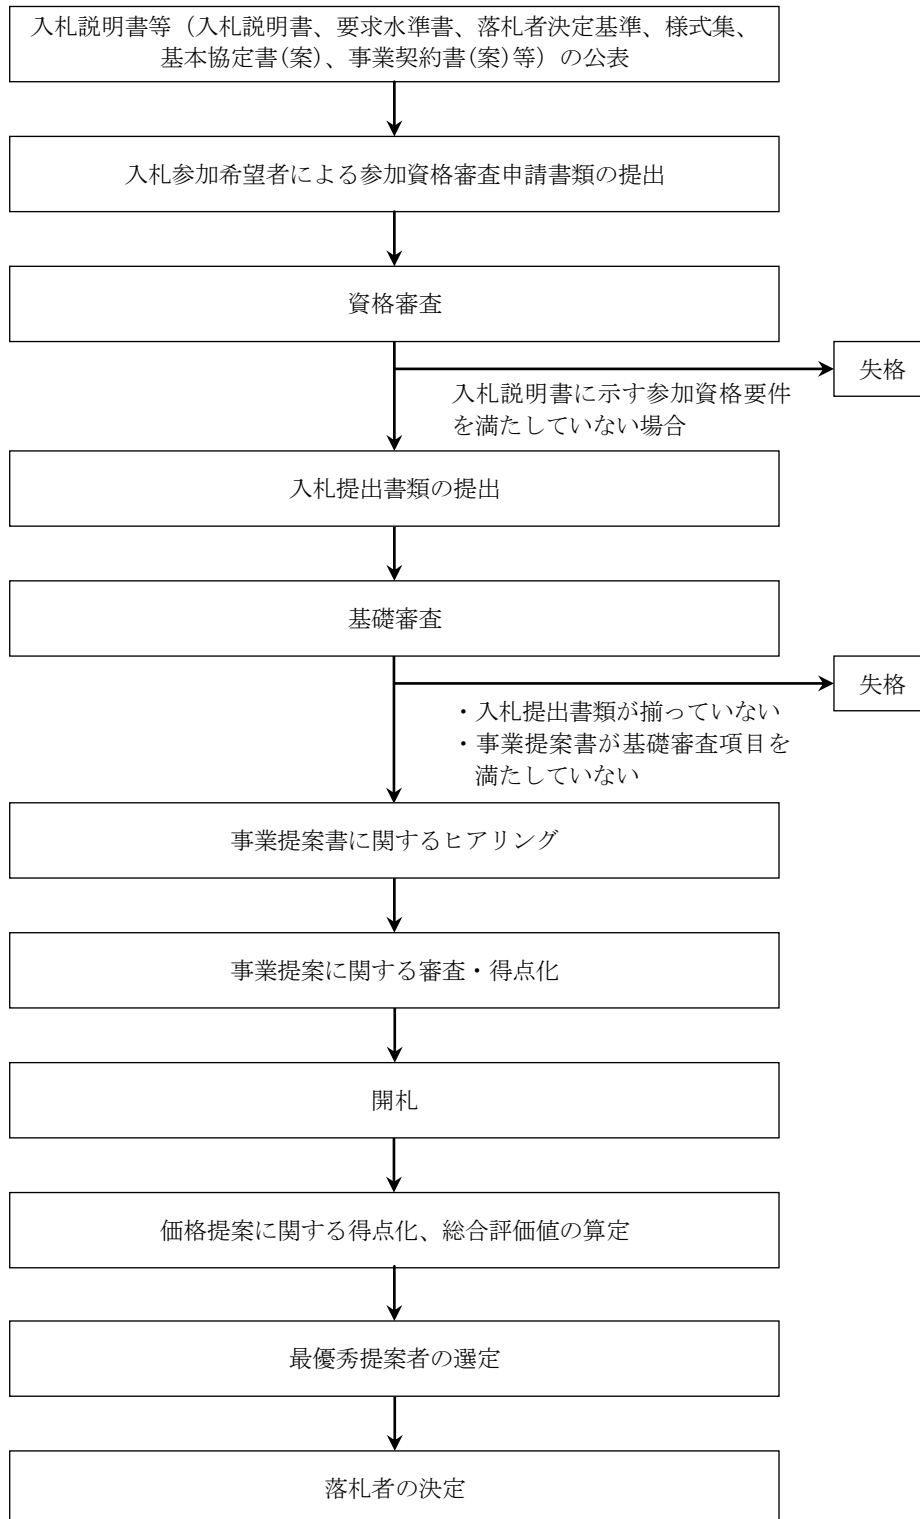 入札説明書等（入札説明書、要求水準書、落札者決定基準、様式集、
基本協定書(案)、事業契約書(案)等）の公表
入札参加希望者による参加資格審査申請書類の提出
資格審査
失格
入札説明書に示す参加資格要件
を満たしていない場合
入札提出書類の提出
基礎審査
失格
・入札提出書類が揃っていない
・事業提案書が基礎審査項目を
満たしていない
事業提案書に関するヒアリング
事業提案に関する審査・得点化
開札
価格提案に関する得点化、総合評価値の算定
最優秀提案者の選定
落札者の決定